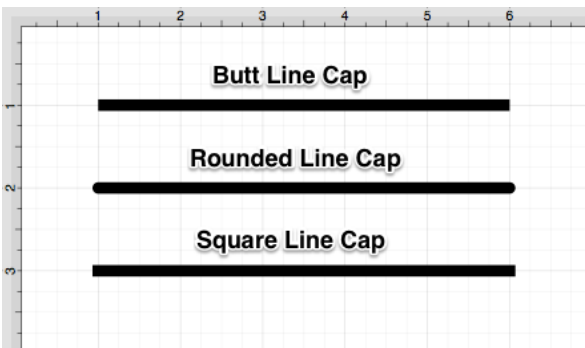 1 2 3 4 5 6
Butt Line Cap
1
Rounded Line Cap
2
Square Line Cap
3